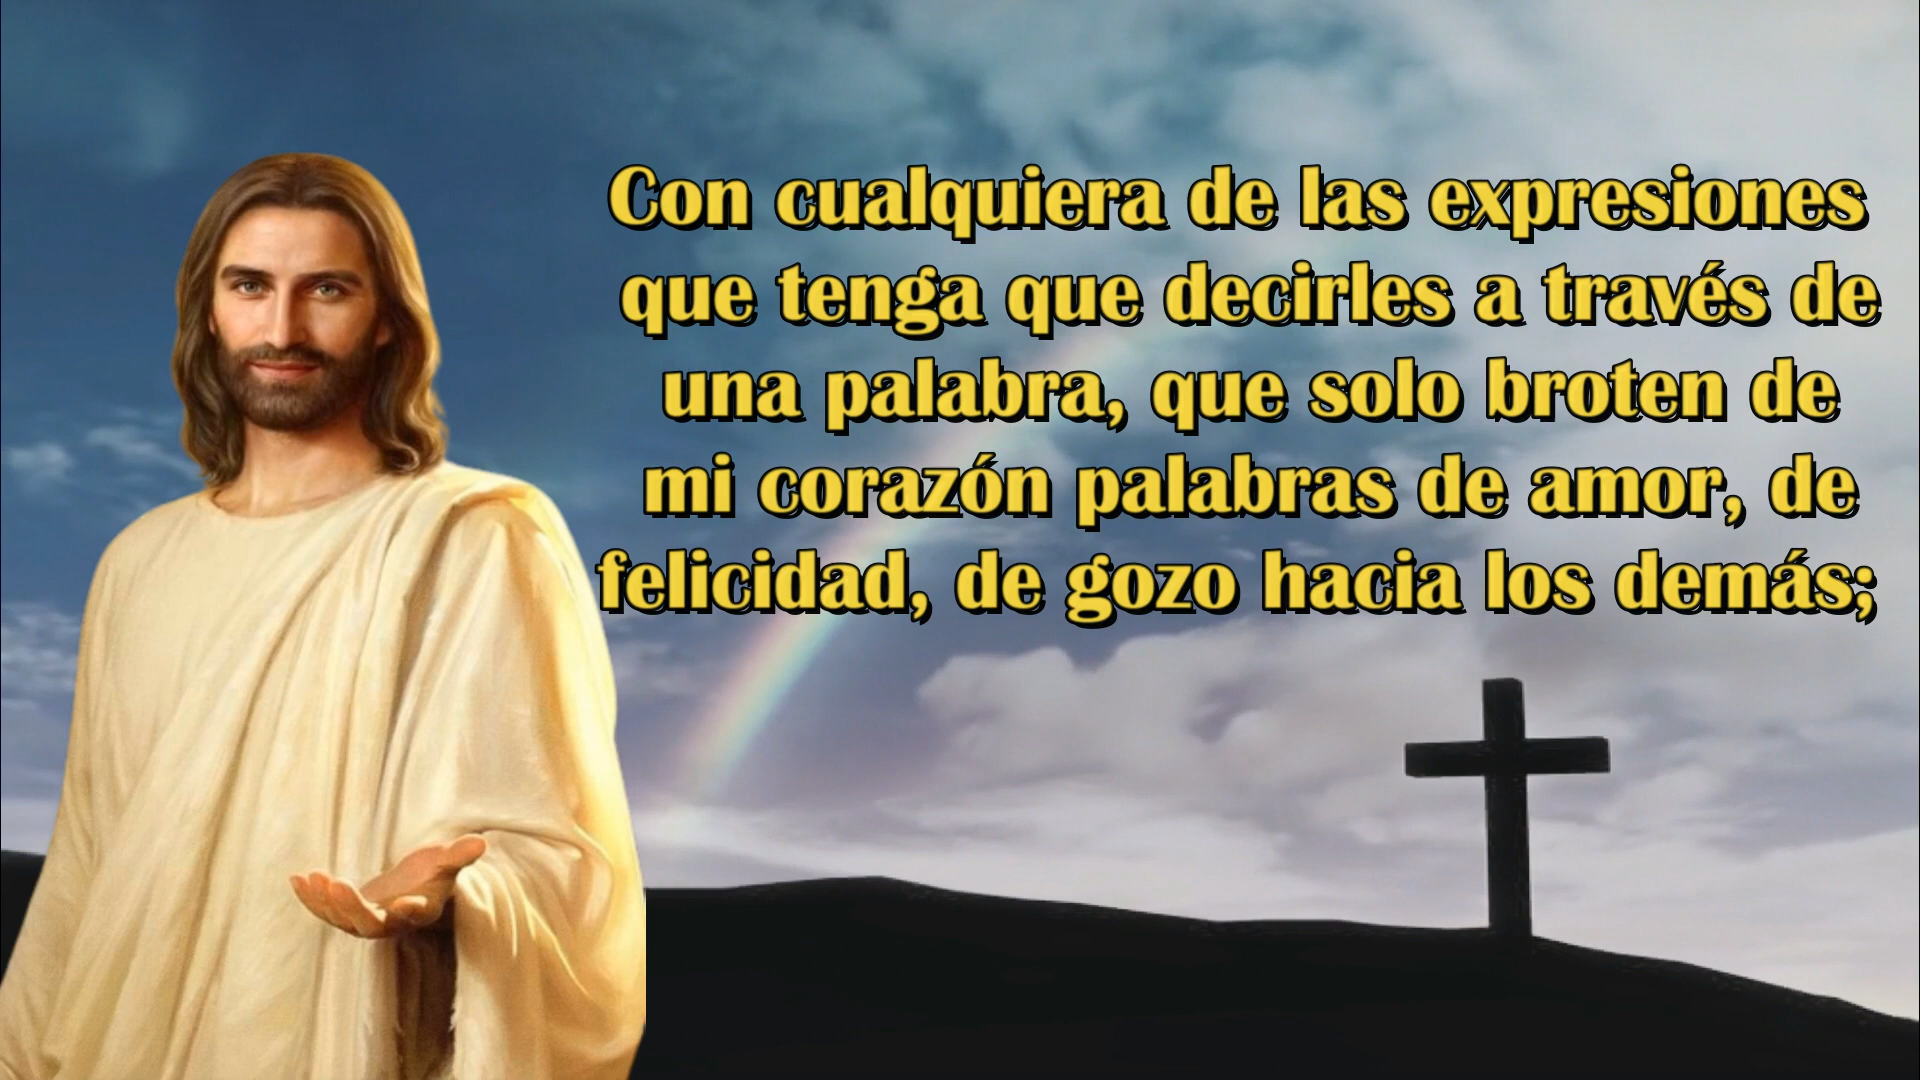 Con cualquiera de las expresiones
que tenga que decirles a través de
una palabra, que solo broten de
mi corazón palabras de amor, de
felicidad, de gozo hacia los demás;